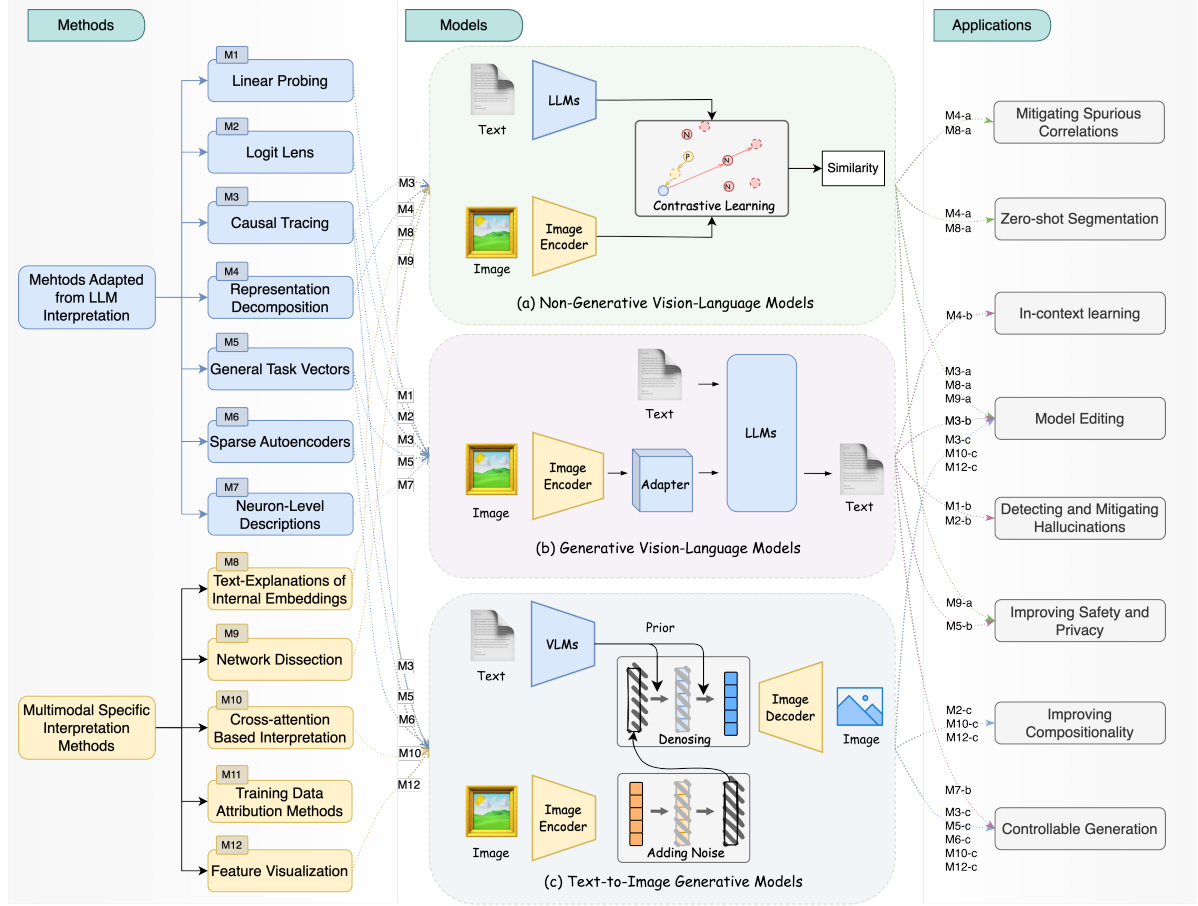 Methods
Models
Applications
Mehtods Adapted
from LLM
Interpretation
M1
Linear Probing
M2
Logit Lens
M3
Causal Tracing
M4
Representation
Decomposition
M5
General Task Vectors
M6
Sparse Autoencoders
M7
Neuron-Level
Descriptions
Multimodal Specific
Interpretation
Methods
M8
Text-Explanations of
Internal Embeddings
M9
Network Dissection
M10
Cross-attention
Based Interpretation
M11
Training Data
Attribution Methods
M12
Feature Visualization
M3
M4
M8
M9
M1
M2
M3
M5
M7
M3
M5
M6
M10
M12
Text
LLMs
N
P
N
N
Contrastive Learning
Similarity
Image
Image
Encoder
(a) Non-Generative Vision-Language Models
Text
LLMs
Image
Image
Encoder
Adapter
Text
(b) Generative Vision-Language Models
Text
VLMs
Prior
Denosing
Image
Decoder
Image
Image
Image
Encoder
Adding Noise
(c) Text-to-Image Generative Models
M4-a
M8-a
Mitigating Spurious
Correlations
M4-a
M8-a
Zero-shot Segmentation
M4-b
In-context learning
M3-a
M8-a
M9-a
M3-b
M3-c
M10-c
M12-c
Model Editing
M1-b
M2-b
Detecting and Mitigating
Hallucinations
M9-a
M5-b
Improving Safety and
Privacy
M2-c
M10-c
M12-c
Improving
Compositionality
M7-b
M3-c
M5-c
M6-c
M10-c
M12-c
Controllable Generation